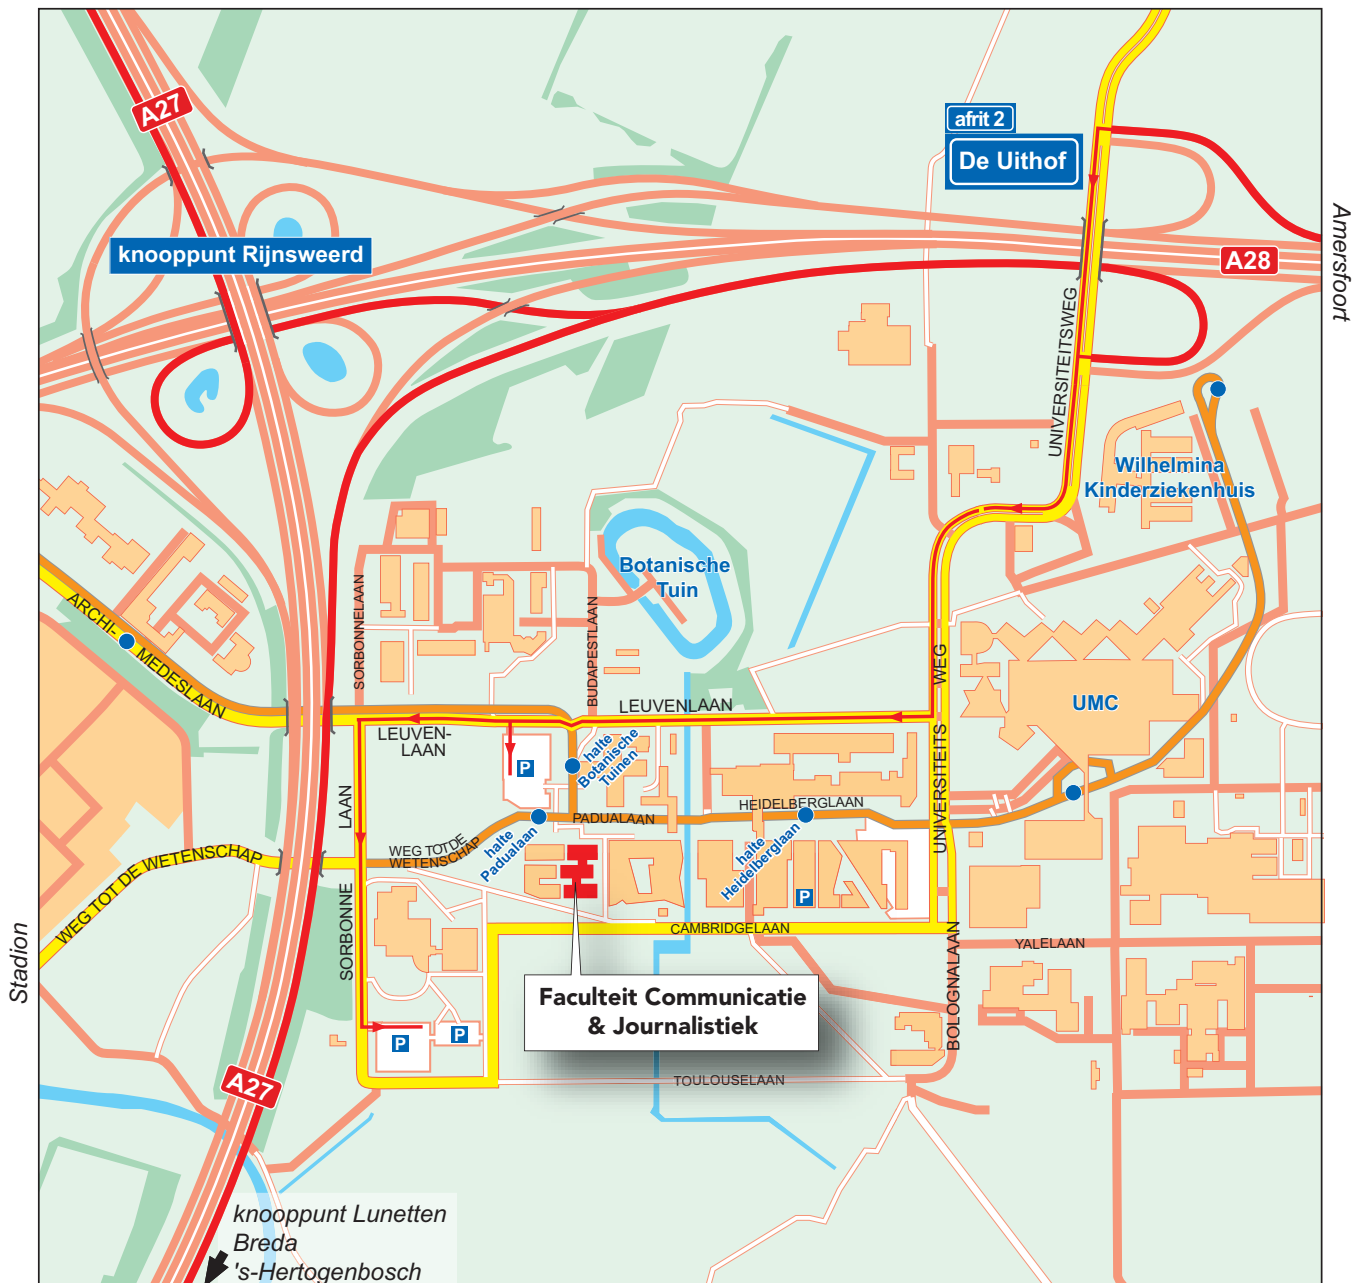 A27
afrit 2
De Uithof
Amersfoort
knooppunt Rijnsweerd
A28
UNIVERSITEITSWEG
Wilhelmina
Kinderziekenhuis
Botanische
Tuin
ARCHI-
MEDESLAAN
SORBONNELAAN
BUDAPESTLAAN
WEG
UMC
LEUVENLAAN
LEUVEN-
LAAN
halte
Botanische
Tuinen
P
UNIVERSITEITS
LAAN
HEIDELBERGLAAN
PADUALAAN
WEG TOT DE
WETENSCHAP
halte
Padualaan
halte
Heidelberglaan
WEG TOT DE WETENSCHAP
P
SORBONNE
CAMBRIDGELAAN
YALELAAN
BOLOGNALAAN
Stadion
Faculteit Communicatie
& Journalistiek
P
P
TOULOUSELAAN
A27
knooppunt Lunetten
Breda
's-Hertogenbosch